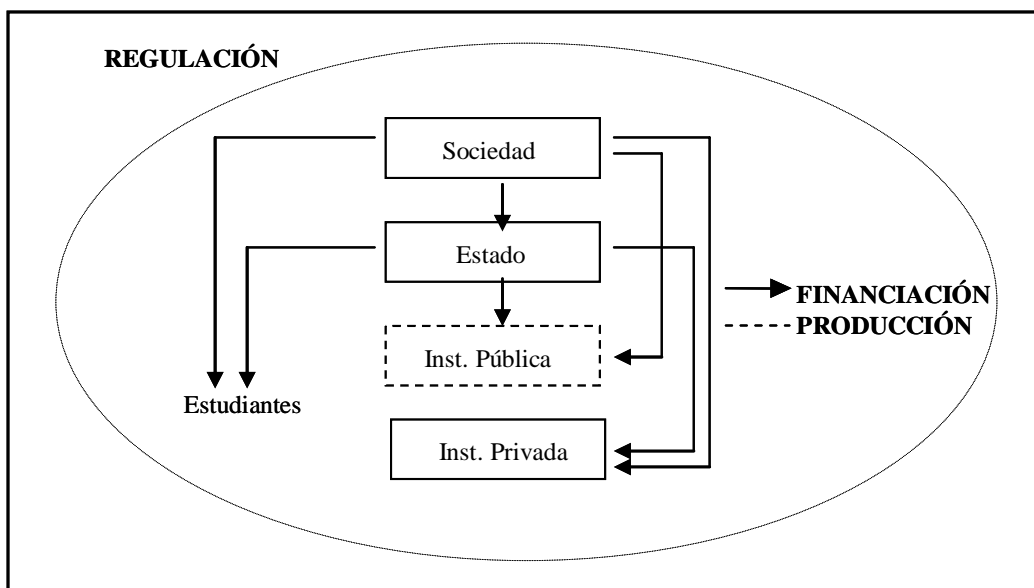 REGULACIÓN
Sociedad
Estado
FINANCIACIÓN
PRODUCCIÓN
Inst. Pública
Estudiantes
Inst. Privada